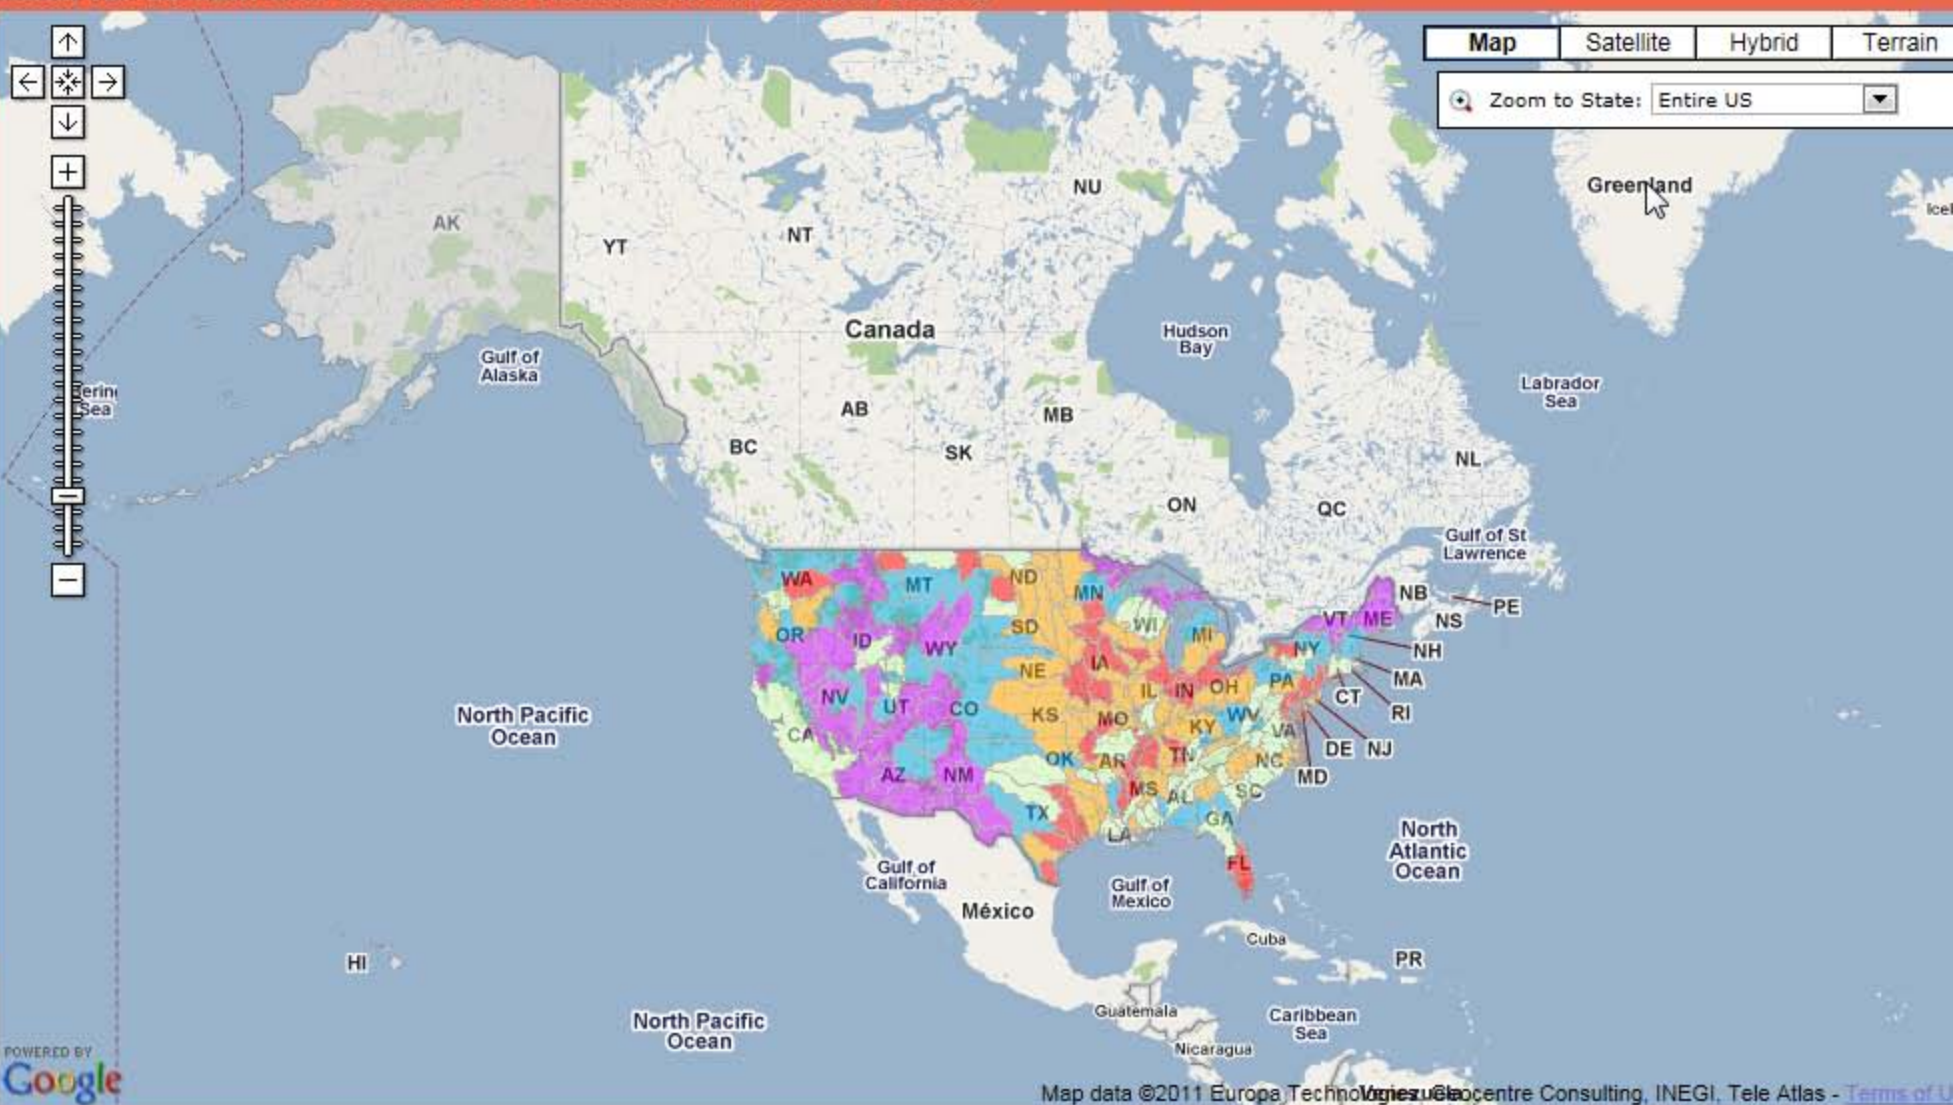 Map Satellite Hybrid Terrain
Zoom to State: Entire US
Greenland
NU
AK
YT
NT
Canada
Hudson
Bay
Gulf of
Alaska
Labrador
Sea
Sea
AB
MB
BC
SK
NL
ON
QC
Gulf of St
Lawrence
WA
MT
ND
MN
NB
PE
OR
ID
SD
WI
MI
VT
ME
NS
WY
NY
NH
NE
IA
MA
NV
UT
CO
KS
IL
IN
OH
PA
CT
RI
North Pacific
Ocean
CA
MO
KY
WV
VA
DE
NJ
AZ
NM
OK
AR
TN
NC
MD
TX
MS
AL
SC
LA
GA
FL
North
Atlantic
Ocean
Gulf of
California
Gulf of
Mexico
México
Cuba
HI
PR
Guatemala
Caribbean
Sea
North Pacific
Ocean
Nicaragua
POWERED BY
Google
Map data ©2011 Europa Technologies, Geocentre Consulting, INEGI, Tele Atlas - Terms of
Venezuela